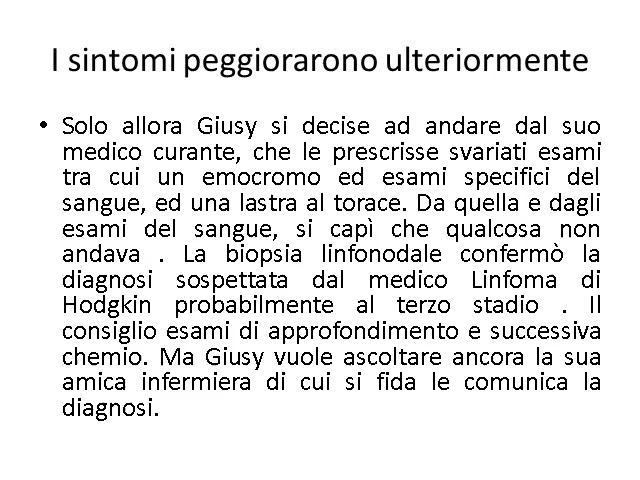 I sintomi peggiorarono ulteriormente
• Solo allora Giusy si decise ad andare dal suo
medico curante, che le prescrisse svariati esami
tra cui un emocromo ed esami specifici del
sangue, ed una lastra al torace. Da quella e dagli
esami del sangue, si capì che qualcosa non
andava . La biopsia linfonodale confermò la
diagnosi sospettata dal medico Linfoma di
Hodgkin probabilmente al terzo stadio . Il
consiglio esami di approfondimento e successiva
chemio. Ma Giusy vuole ascoltare ancora la sua
amica infermiera di cui si fida le comunica la
diagnosi.